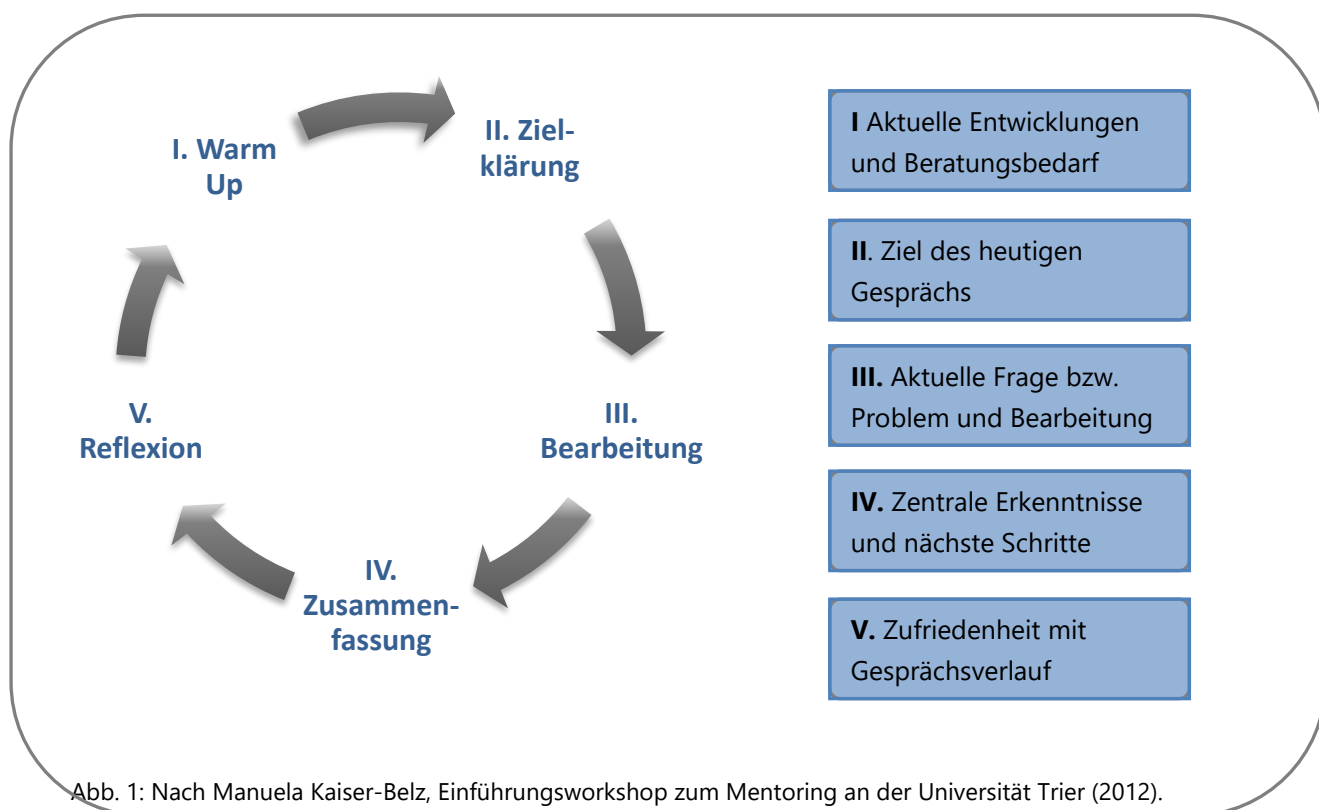 I. Warm
Up
II. Ziel-
klärung
III.
Bearbeitung
IV.
Zusammen-
fassung
V.
Reflexion
I Aktuelle Entwicklungen
und Beratungsbedarf
II. Ziel des heutigen
Gesprächs
III. Aktuelle Frage bzw.
Problem und Bearbeitung
IV. Zentrale Erkenntnisse
und nächste Schritte
V. Zufriedenheit mit
Gesprächsverlauf
Abb. 1: Nach Manuela Kaiser-Belz, Einführungsworkshop zum Mentoring an der Universität Trier (2012).